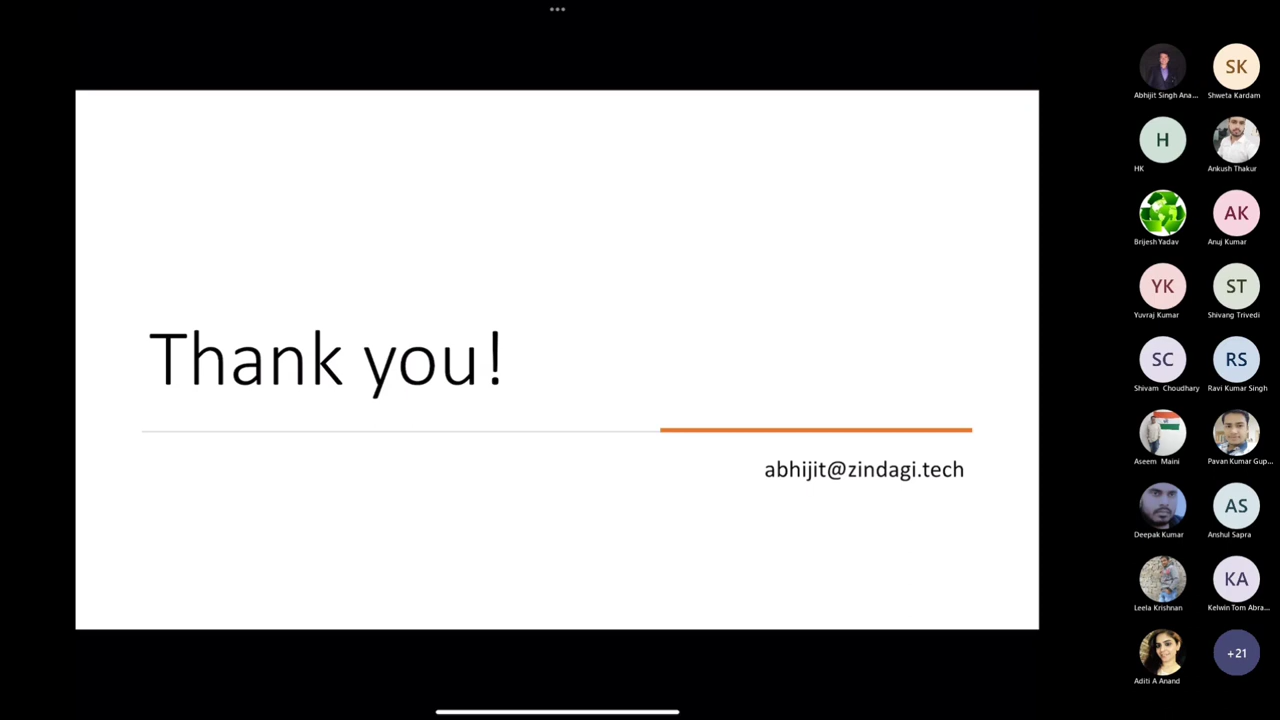 Thank you!
abhijit@zindagi.tech
SK
Abhijit Singh Ana...
Shweta Kardam
H
HK
Ankush Thakur
AK
Brijesh Yadav
Anuj Kumar
YK
ST
Yuvraj Kumar
Shivang Trivedi
SC
RS
Shivam Choudhary
Ravi Kumar Singh
Aseem Maini
Pavan Kumar Gup...
AS
Deepak Kumar
Anshul Sapra
KA
Leela Krishnan
Kelwin Tom Abra...
+21
Aditi A Anand